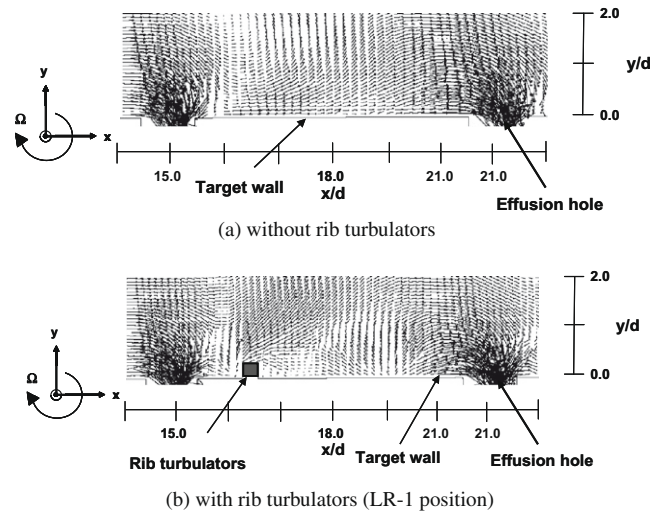 2.0
y
y/d
Ω
x
0.0
15.0 18.0 21.0 21.0
Target wall
x/d
Effusion hole
(a) without rib turbulators
2.0
y
y/d
Ω
x
0.0
15.0 18.0 21.0 21.0
Rib turbulators
x/d
Target wall
Effusion hole
(b) with rib turbulators (LR-1 position)